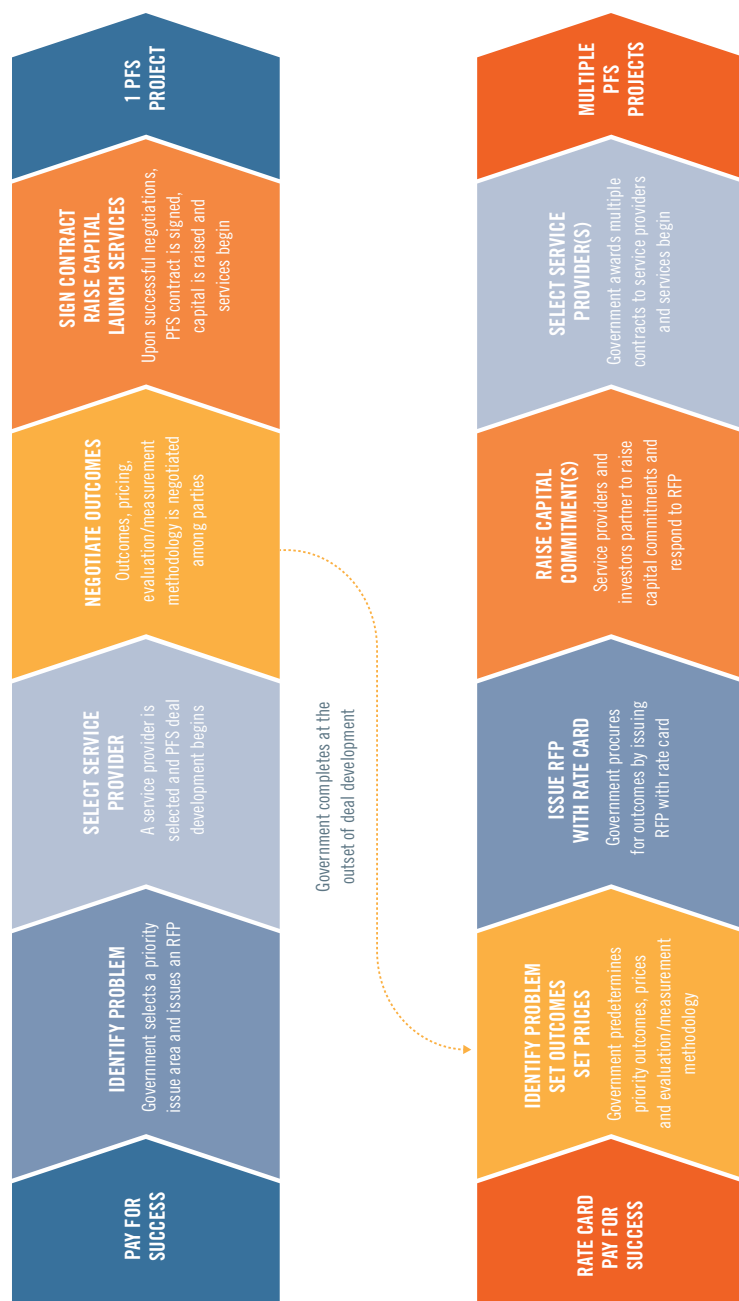 PAY FOR
SUCCESS
IDENTIFY PROBLEM
Government selects a priority
issue area and issues an RFP
SELECT SERVICE
PROVIDER
A service provider is
selected and PFS deal
development begins
NEGOTIATE OUTCOMES
Outcomes, pricing,
evaluation/measurement
methodology is negotiated
among parties
SIGN CONTRACT
RAISE CAPITAL
LAUNCH SERVICES
Upon successful negotiations,
PFS contract is signed,
capital is raised and
services begin
1 PFS
PROJECT
Government completes at the
outset of deal development
RATE CARD
PAY FOR
SUCCESS
IDENTIFY PROBLEM
SET OUTCOMES
SET PRICES
Government predetermines
priority outcomes, prices
and evaluation/measurement
methodology
ISSUE RFP
WITH RATE CARD
Government procures
for outcomes by issuing
RFP with rate card
RAISE CAPITAL
COMMITMENT(S)
Service providers and
investors partner to raise
capital commitments and
respond to RFP
SELECT SERVICE
PROVIDER(S)
Government awards multiple
contracts to service providers
and services begin
MULTIPLE
PFS
PROJECTS